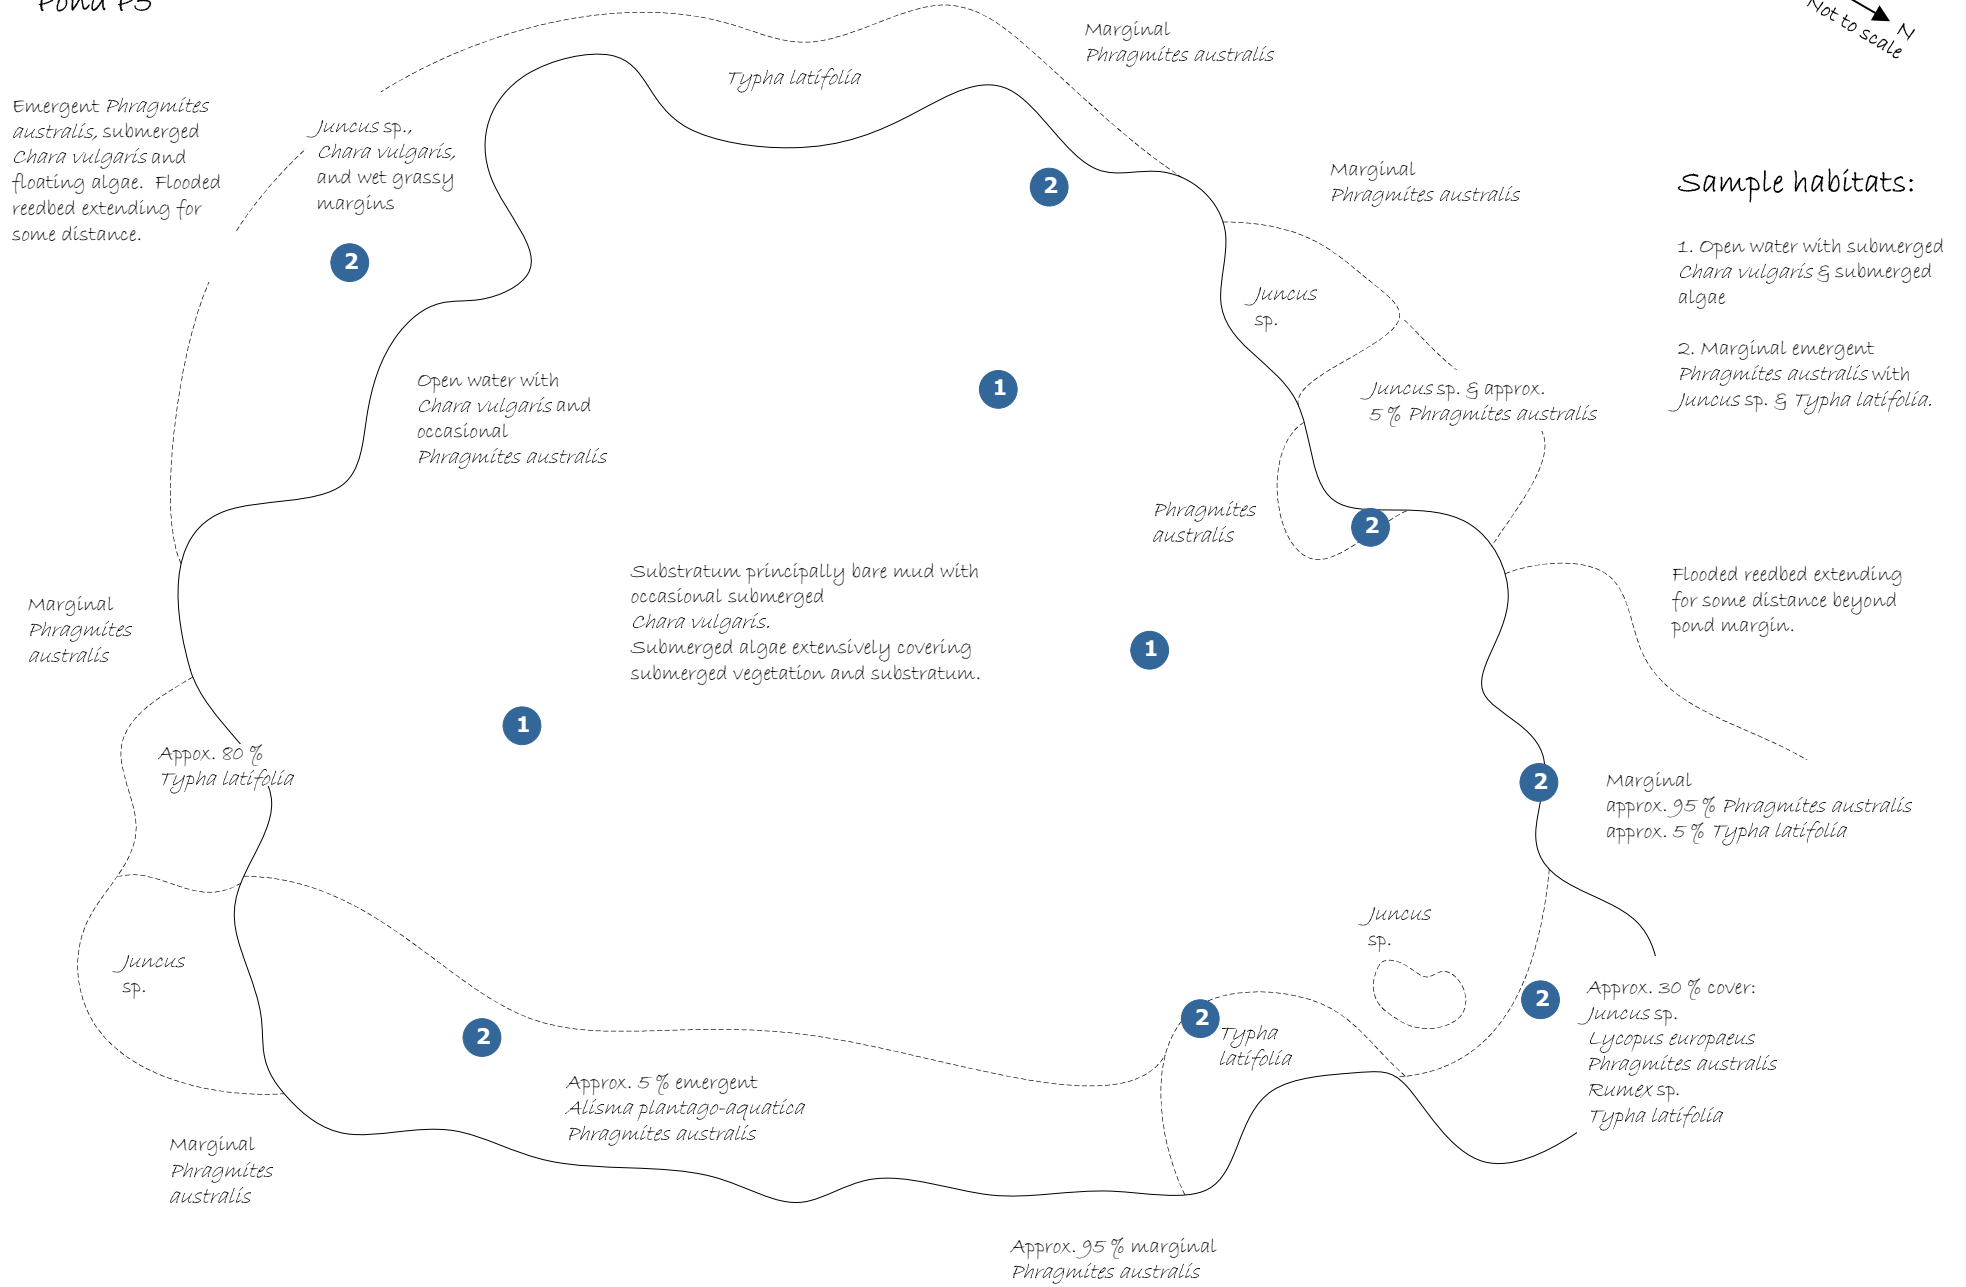 Pond P5
N
Not to scale
Marginal
Phragmites australis
Typha latifolia
Emergent Phragmites
australis, submerged
Chara vulgaris and
floating algae. Flooded
reedbed extending for
some distance.
Juncus sp.,
Chara vulgaris,
and wet grassy
margins
2
2
Marginal
Phragmites australis
Sample habitats:
1. Open water with submerged
Chara vulgaris & submerged
algae
2. Marginal emergent
Phragmites australis with
Juncus sp. & Typha latifolia.
Juncus
sp.
Open water with
Chara vulgaris and
occasional
Phragmites australis
1
Juncus sp. & approx.
5 % Phragmites australis
Phragmites
australis
2
Substratum principally bare mud with
occasional submerged
Chara vulgaris.
Submerged algae extensively covering
submerged vegetation and substratum.
Flooded reedbed extending
for some distance beyond
pond margin.
Marginal
Phragmites
australis
1
1
Appox. 80 %
Typha latifolia
2
Marginal
approx. 95 % Phragmites australis
approx. 5 % Typha latifolia
Juncus
sp.
Juncus
sp.
2
2
Typha
latifolia
2
Approx. 30 % cover:
Juncus sp.
Lycopus europaeus
Phragmites australis
Rumex sp.
Typha latifolia
Approx. 5 % emergent
Alisma plantago-aquatica
Phragmites australis
Marginal
Phragmites
australis
Approx. 95 % marginal
Phragmites australis